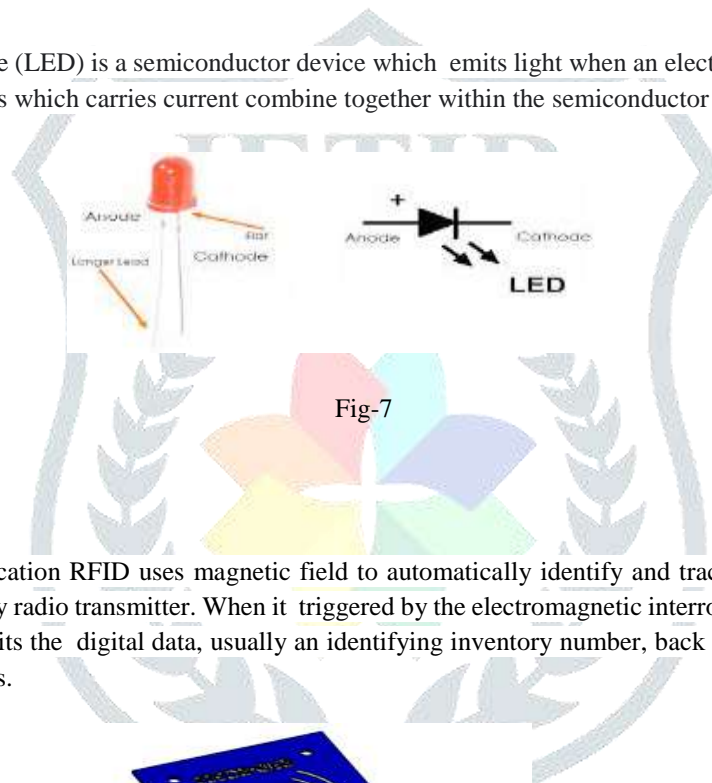 e (LED) is a semiconductor device which emits light when an elect
s which carries current combine together within the semiconductor
JETIR
Anode
Flat
Cathode
Longer Lead
+
Anode
Cathode
LED
Fig-7
cation RFID uses magnetic field to automatically identify and trac
y radio transmitter. When it triggered by the electromagnetic interro
its the digital data, usually an identifying inventory number, back
s.